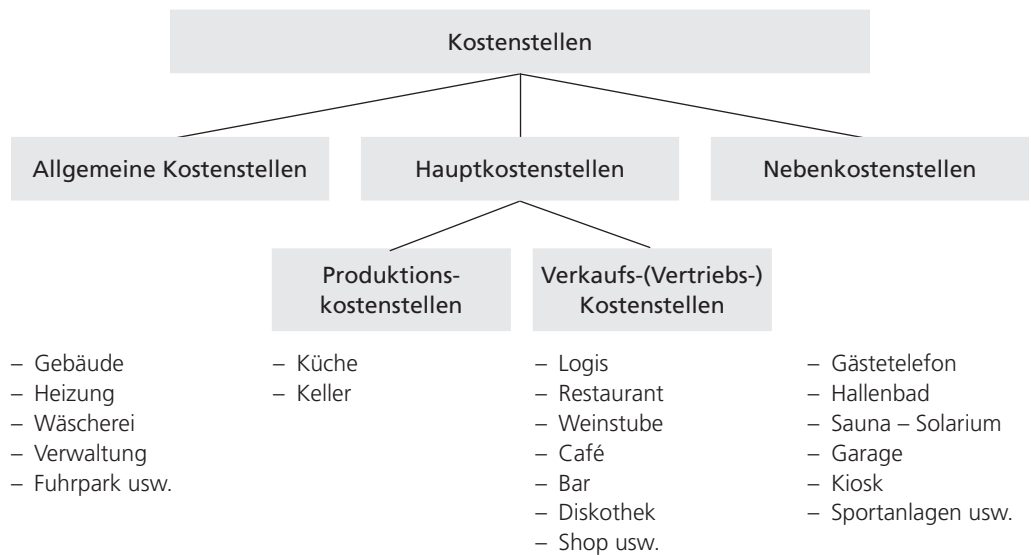 Kostenstellen
Allgemeine Kostenstellen
Hauptkostenstellen
Nebenkostenstellen
Produktions-
kostenstellen
Verkaufs-(Vertriebs-)
Kostenstellen
– Gebäude
– Heizung
– Wäscherei
– Verwaltung
– Fuhrpark usw.
– Küche
– Keller
– Logis
– Restaurant
– Weinstube
– Café
– Bar
– Diskothek
– Shop usw.
– Gästetelefon
– Hallenbad
– Sauna – Solarium
– Garage
– Kiosk
– Sportanlagen usw.